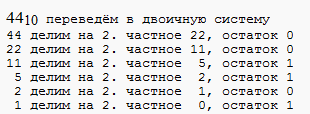 44₁₀ переведём в двоичную систему
44 делим на 2. частное 22, остаток 0
22 делим на 2. частное 11, остаток 0
11 делим на 2. частное  5, остаток 1
 5 делим на 2. частное  2, остаток 1
 2 делим на 2. частное  1, остаток 0
 1 делим на 2. частное  0, остаток 1